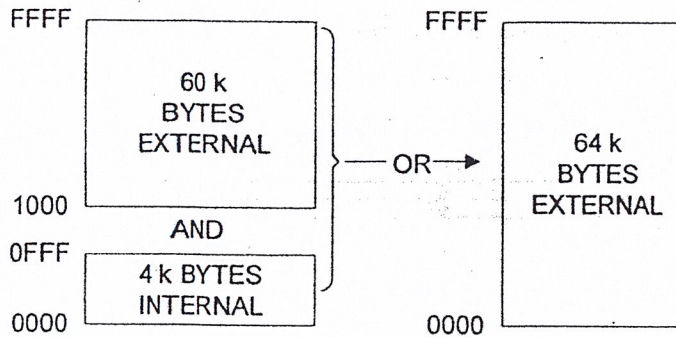 FFFF
60 k
BYTES
EXTERNAL
1000
AND
0FFF
4 k BYTES
INTERNAL
0000
OR
FFFF
64 k
BYTES
EXTERNAL
0000